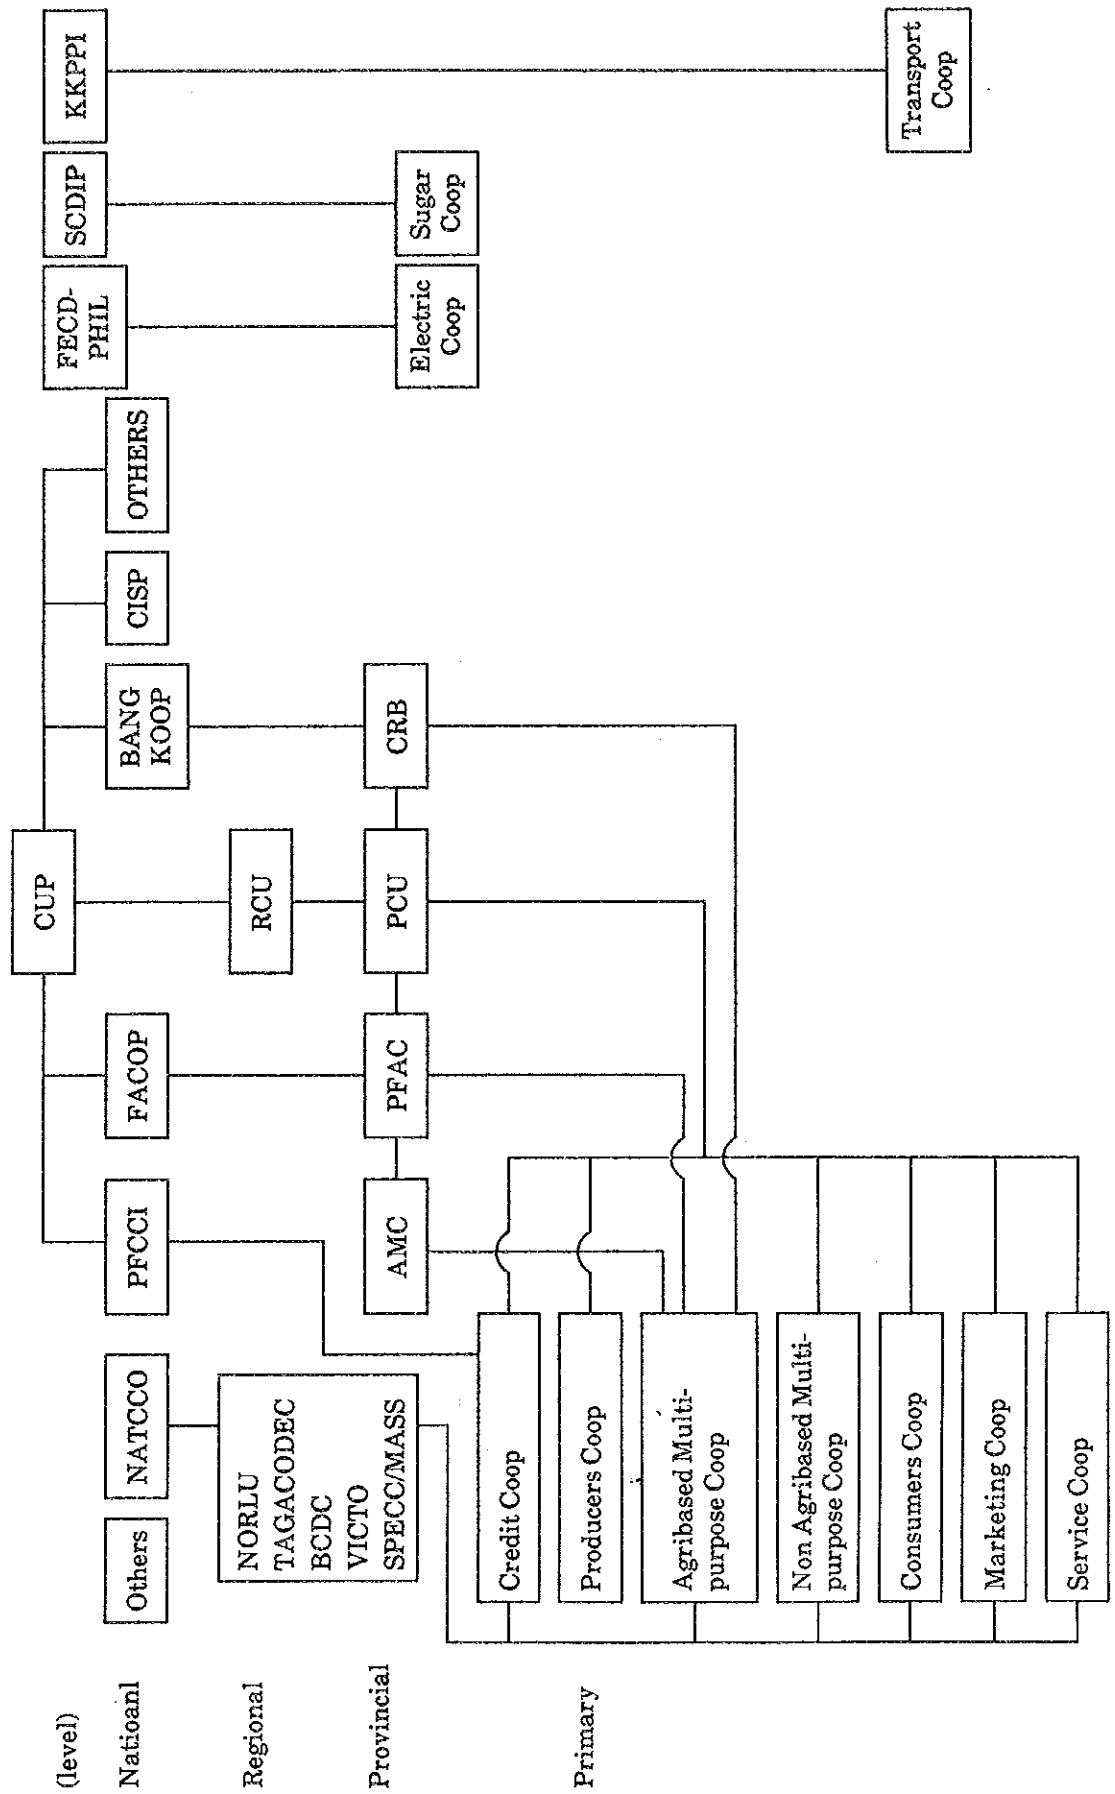 (level)
CUP
FECD-
PHIL
SCDIP
KKPPI
Natioanl
Others
NATCCO
PFCCI
FACOP
BANG
KOOP
CISP
OTHERS
Regional
NORLU
TAGACODEC
BCDC
VICTO
SPECC/MASS
RCU
Provincial
AMC
PFAC
PCU
CRB
Electric
Coop
Sugar
Coop
Primary
Credit Coop
Producers Coop
Agribased Multi-
purpose Coop
Non Agribased Multi-
purpose Coop
Consumers Coop
Marketing Coop
Service Coop
Transport
Coop